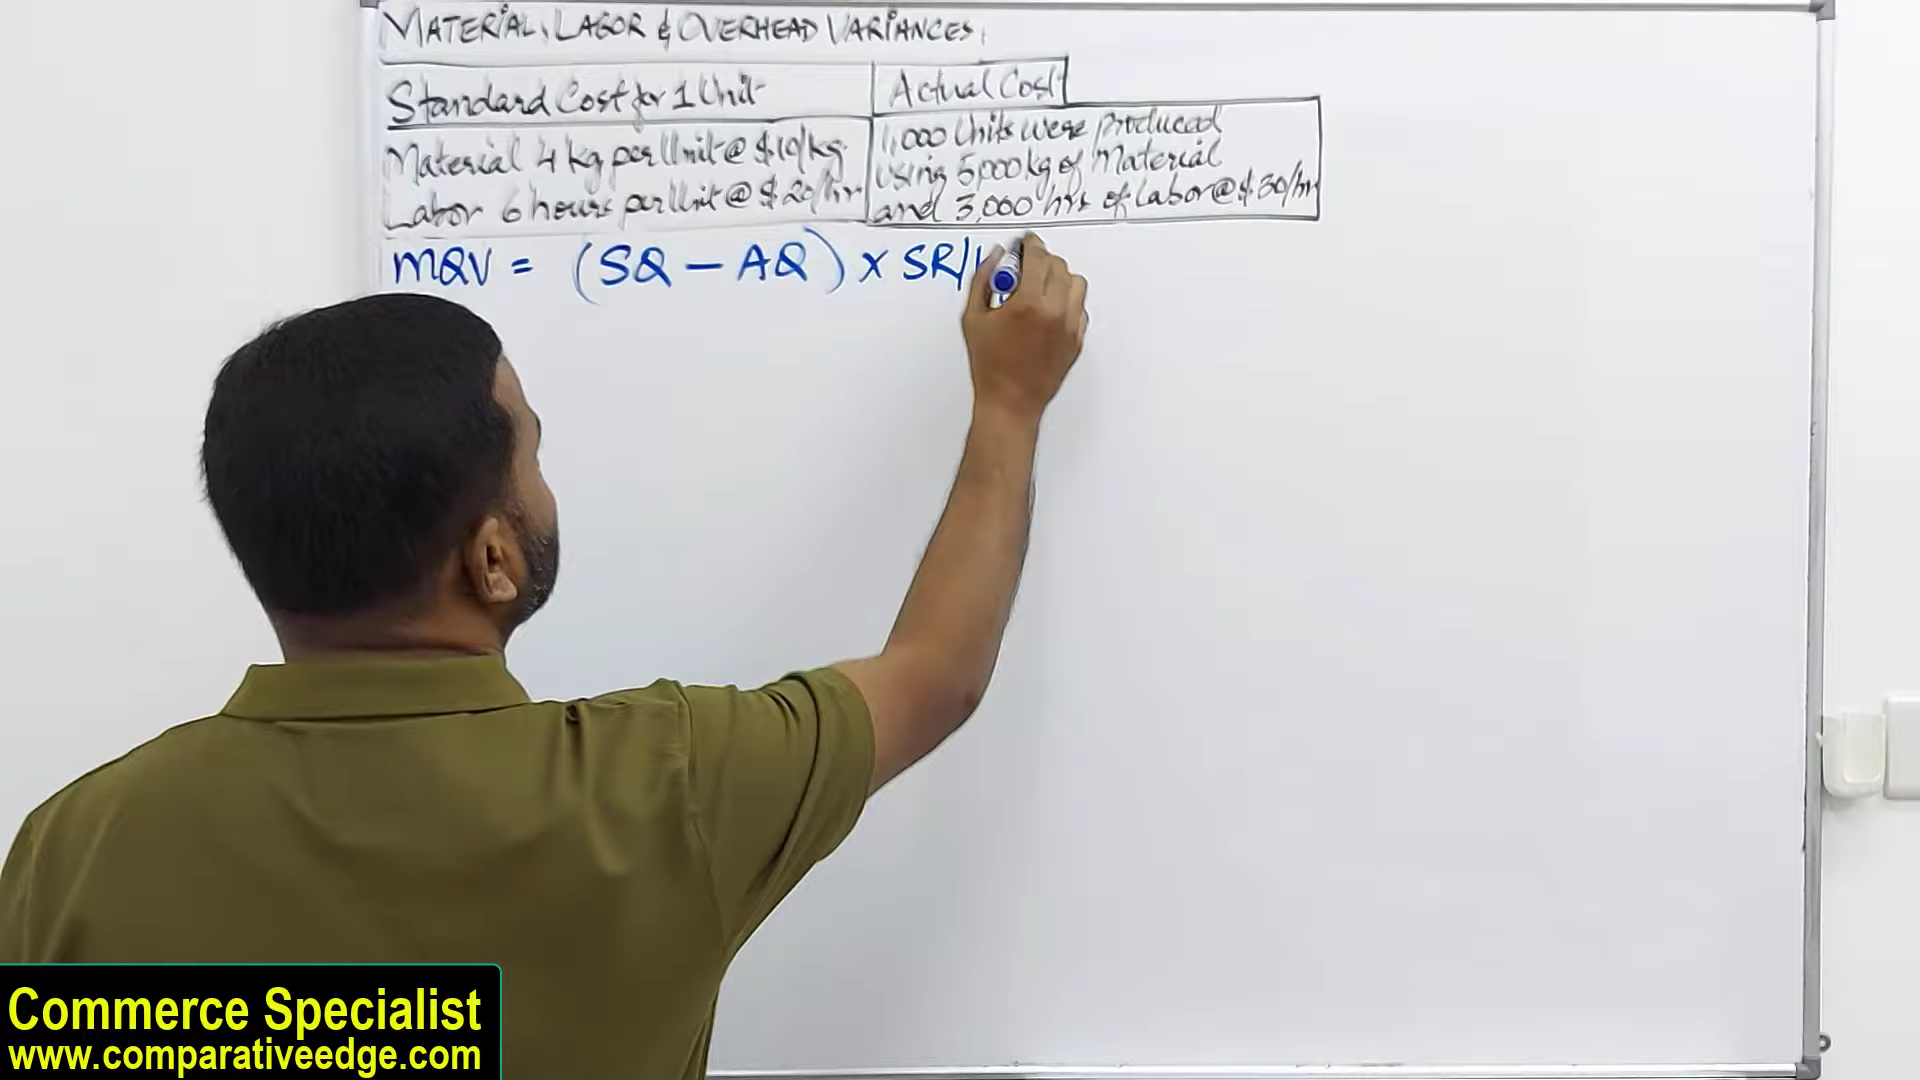 MATERIAL, LABOR & OVERHEAD VARIANCES
Standard Cost for 1 Unit
Actual Cost
Material 4 kg per Unit @ $10/kg.
Labor 6 hours per Unit @ $20/hr
1,000 Units were produced
using 5,000 kg of Material
and 3,000 hrs of Labor @ $30/hr
MQV = (SQ - AQ) x SR/
Commerce Specialist
www.comparativeedge.com